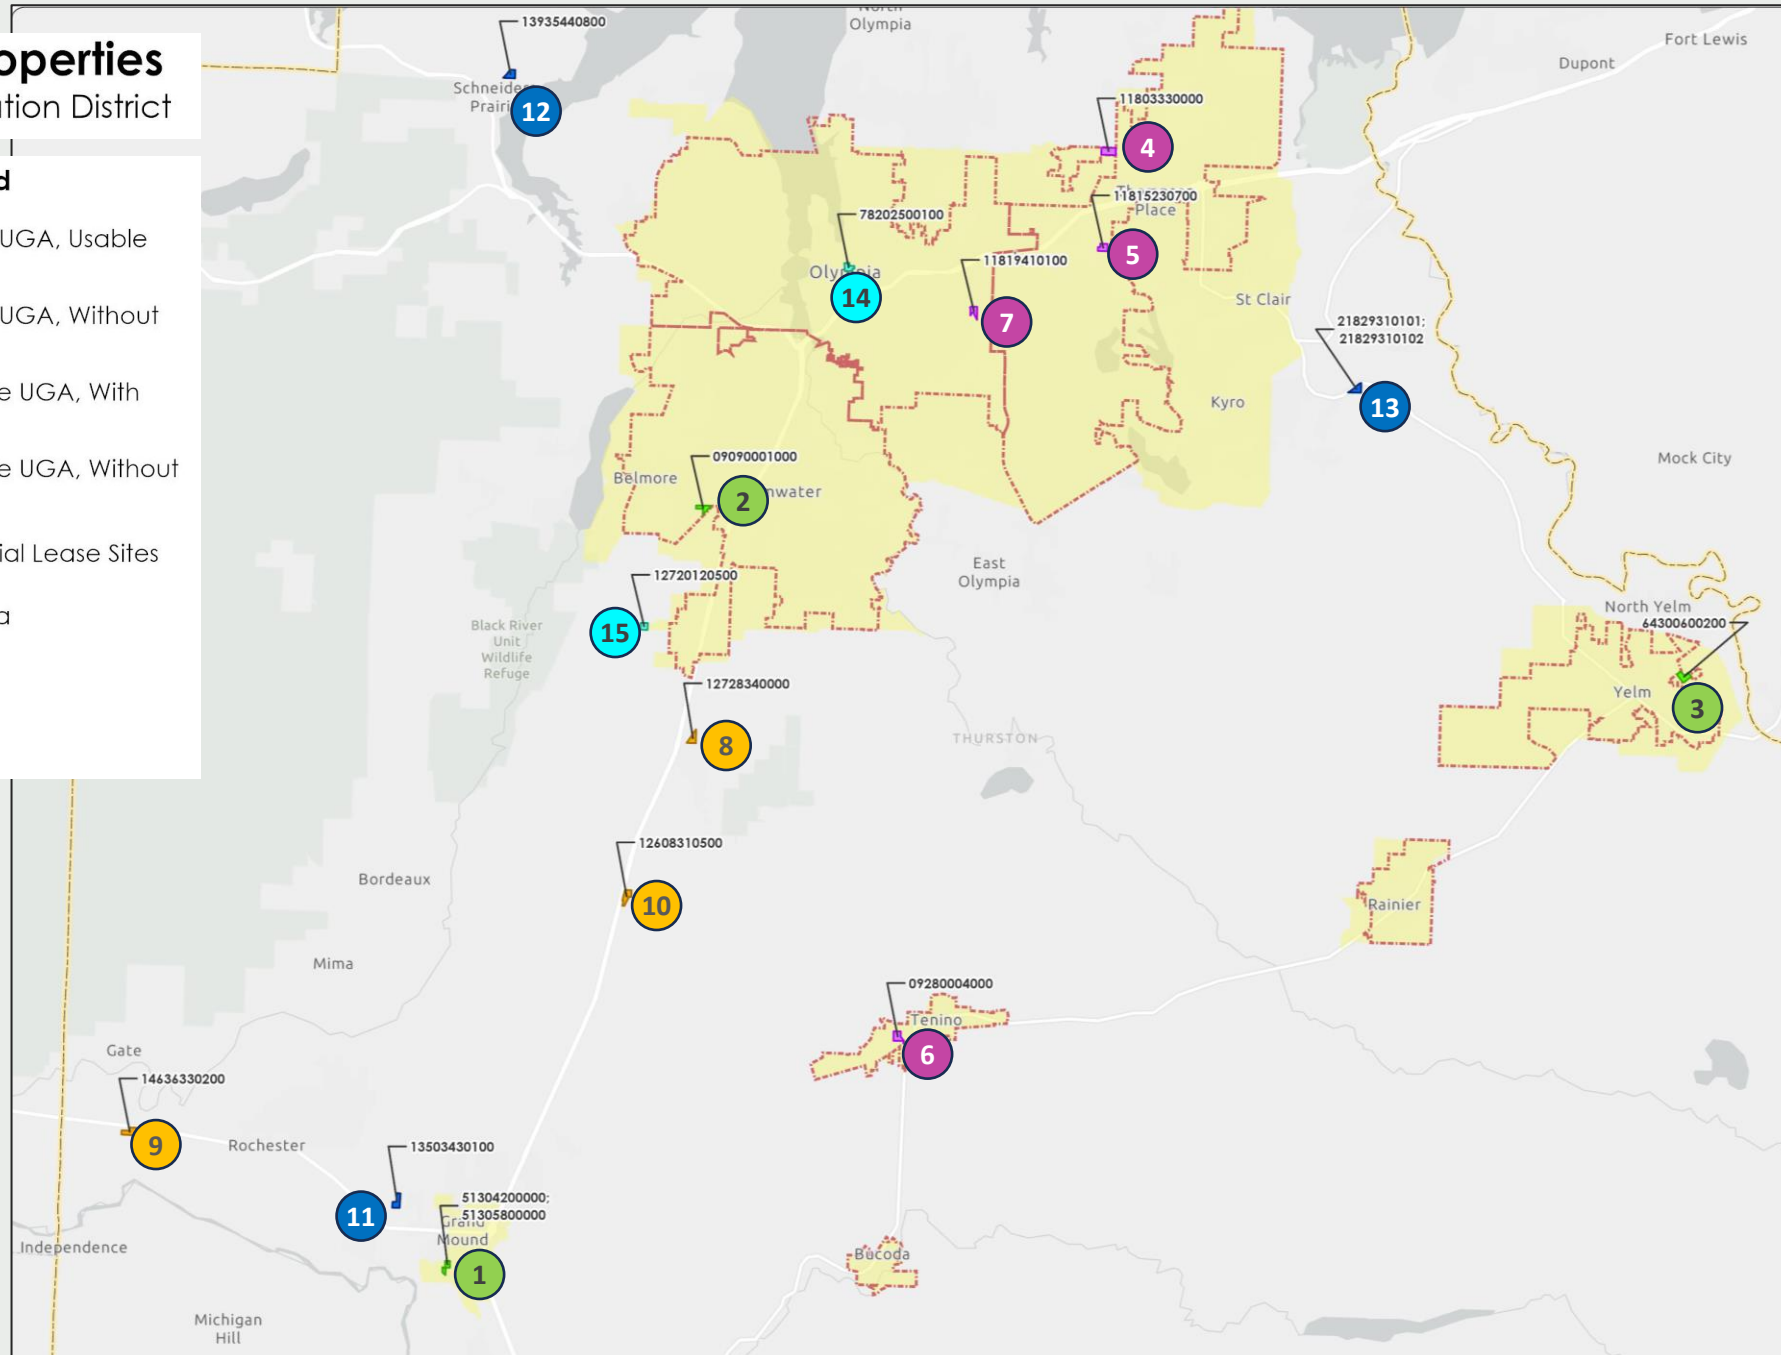 operties
ation District
d
UGA, Usable
UGA, Without
e UGA, With
e UGA, Without
ial Lease Sites
a
North
Olympia
Fort Lewis
Dupont
13935440800
Schneider
Prairi
12
11803330000
4
11815230700
Place
5
78202500100
Olympia
14
11819410100
7
St Clair
21829310101;
21829310102
13
Kyro
Mock City
09090001000
Belmore
2
nwater
East
Olympia
12720120500
15
Black River
Unit
Wildlife
Refuge
North Yelm
64300600200
Yelm
3
12728340000
8
THURSTON
12608310500
10
Bordeaux
Rainier
Mima
09280004000
Tenino
6
Gate
14636330200
9
Rochester
13503430100
11
51304200000;
51305800000
Grand
Mound
1
Independence
Bucoda
Michigan
Hill